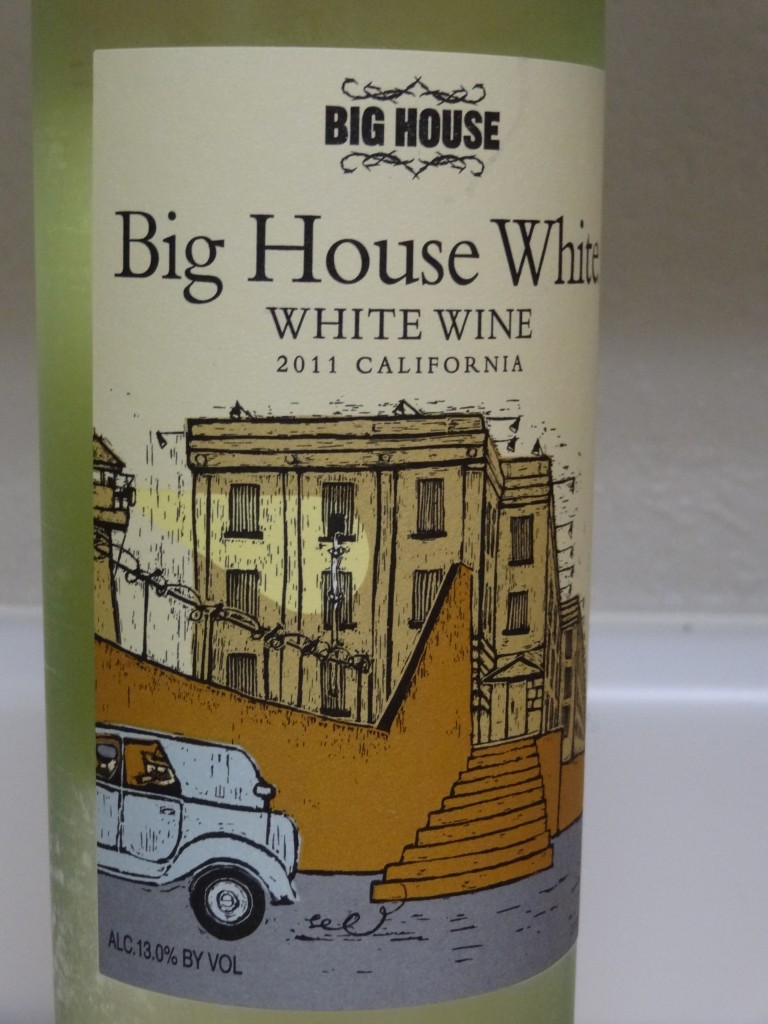 BIG HOUSE
Big House White
WHITE WINE
2011 CALIFORNIA
ALC.13.0% BY VOL